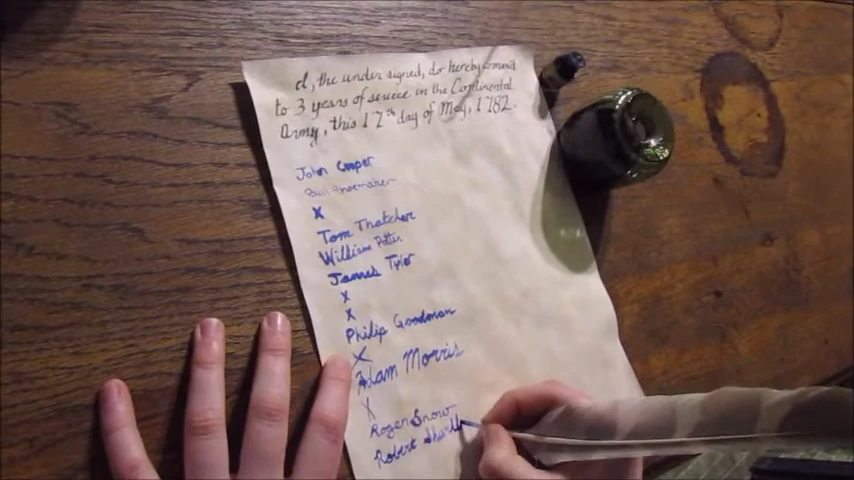 I, the under signed, do hereby commit
to 3 years of service in the Continental
Army, this 17th day of May, 1782.
John Cooper
Paul Shoemaker
X
Tom Thatcher
William Potter
James Tyler
X
X
Philip Goodman
X
Adam Morris
X
Roger Snow
Robert